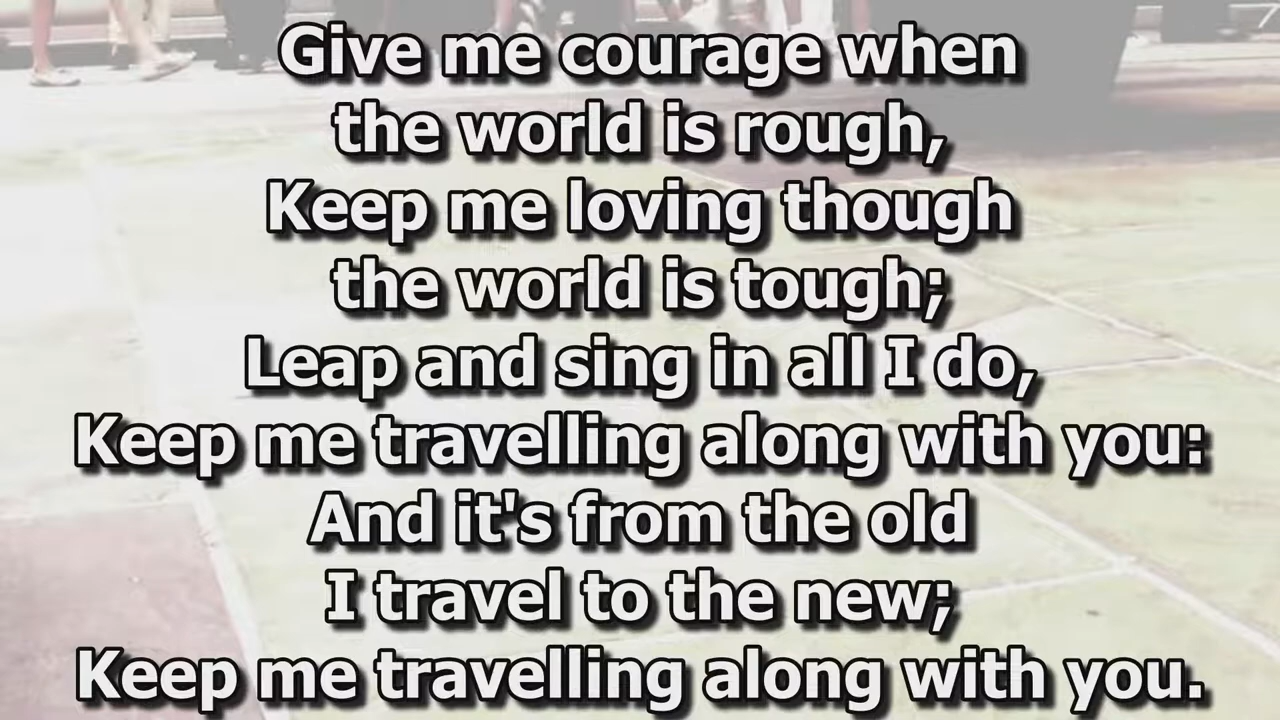 Give me courage when
the world is rough,
Keep me loving though
the world is tough;
Leap and sing in all I do,
Keep me travelling along with you:
And it's from the old
I travel to the new;
Keep me travelling along with you.